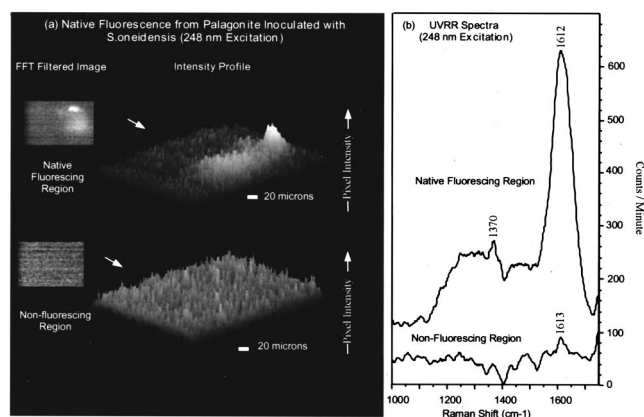 (a) Native Fluorescence from Palagonite Inoculated with
S.oneidensis (248 nm Excitation)
FFT Filtered Image
Intensity Profile
Native
Fluorescing
Region
Pixel Intensity
20 microns
Non-fluorescing
Region
Pixel Intensity
20 microns
(b) UVRR Spectra
(248 nm Excitation)
1612
600
500
400
300
200
100
0
Counts / Minute
Native Fluorescing Region
1370
Non-Fluorescing Region
1613
1000 1200 1400 1600
Raman Shift (cm-1)